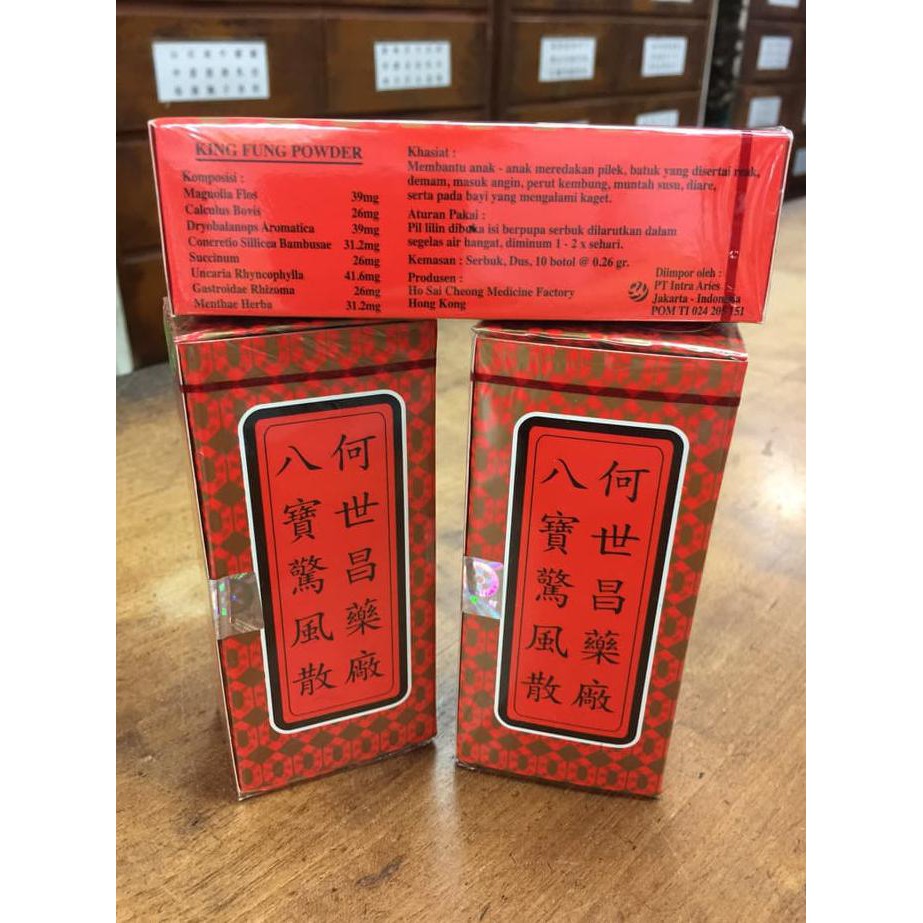 KING FUNG POWDER
Komposisi :
Magnolia Flos 39mg
Calculus Bovis 26mg
Dryobalanops Aromatica 39mg
Concretio Sillicea Bambusae 31.2mg
Succinum 26mg
Uncaria Rhyncophylla 41.6mg
Gastroidae Rhizoma 26mg
Menthae Herba 31.2mg
Khasiat :
Membantu anak - anak meredakan pilek, batuk yang disertai
demam, masuk angin, perut kembung, muntah susu, diare,
serta pada bayi yang mengalami kaget.
Aturan Pakai :
Pil lilin dibuka isi berpupa serbuk dilarutkan dalam
segelas air hangat, diminum 1 - 2 x sehari.
Kemasan : Serbuk, Dus, 10 botol @ 0.26 gr.
Produsen :
Ho Sai Cheong Medicine Factory
Hong Kong
Diimpor oleh :
PT Intra Aries
Jakarta - Indonesia
POM TI 024 151
何世昌藥廠
八寶驚風散
何世昌藥廠
八寶驚風散